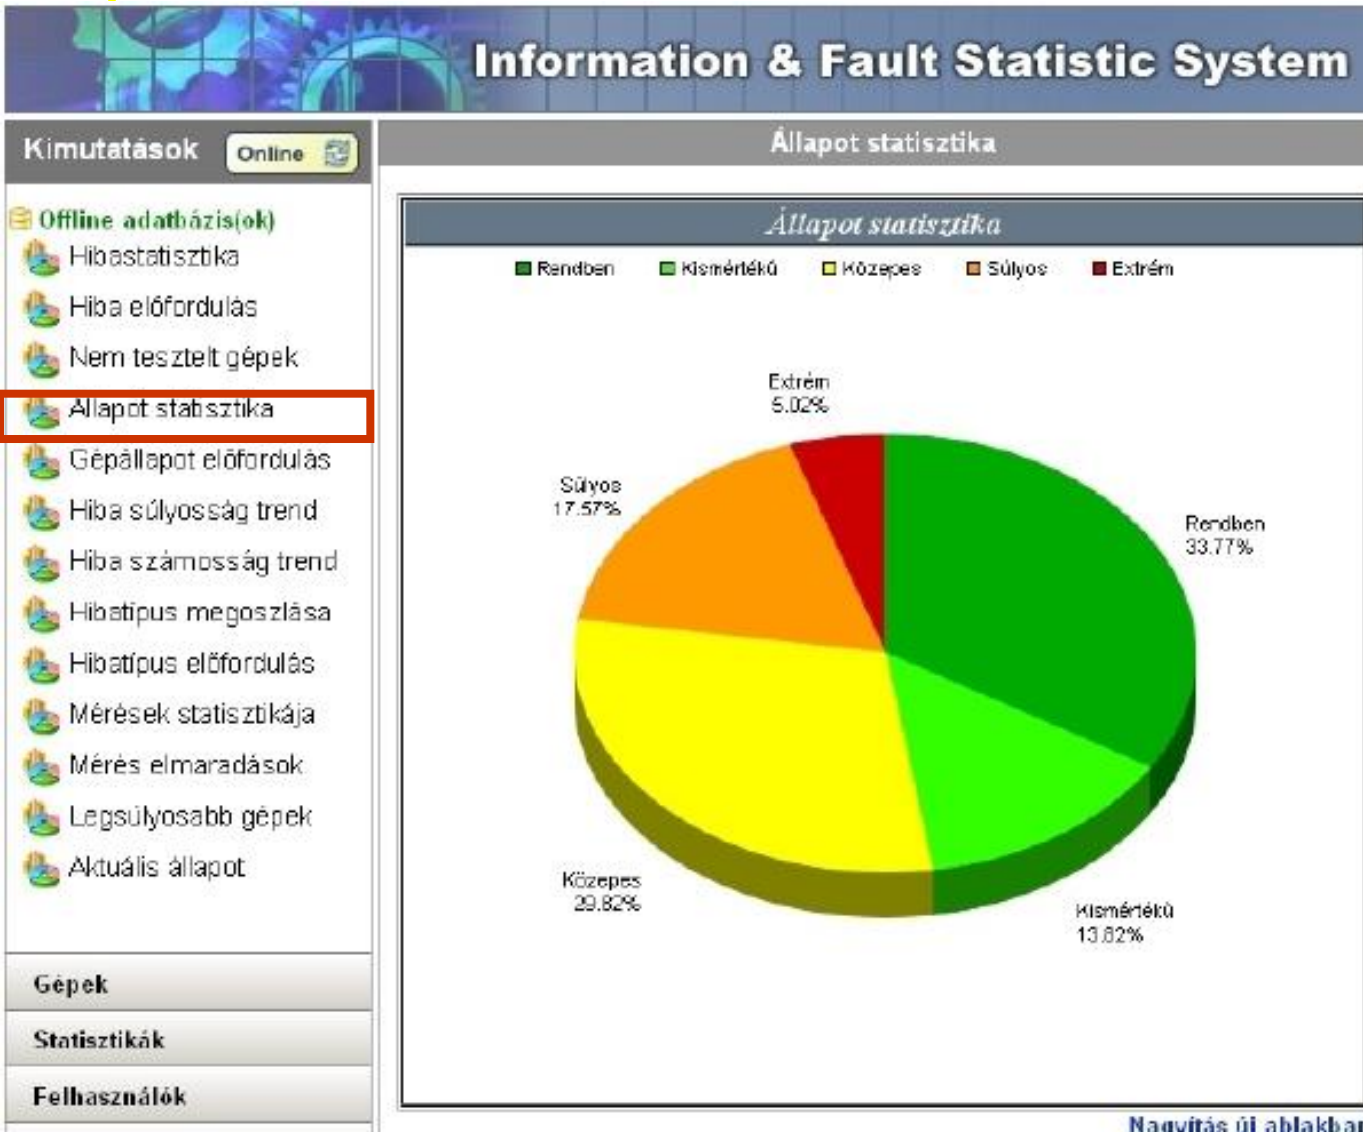 Information & Fault Statistic System
Kimutatások
Online
Állapot statisztika
Offline adatbázis(ok)
Hibastatisztika
Hiba előfordulás
Nem tesztelt gépek
Állapot statisztika
Gépállapot előfordulás
Hiba súlyosság trend
Hiba számosság trend
Hibatípus megoszlása
Hibatípus előfordulás
Mérések statisztikája
Mérés elmaradások
Legsúlyosabb gépek
Aktuális állapot
Gépek
Statisztikák
Felhasználók
Állapot statisztika
Rendben Kismértékű Közepes Súlyos Extrém
Extrém
5.02%
Súlyos
17.57%
Rendben
33.77%
Közepes
29.82%
Kismértékű
13.82%
Nagyítás új ablakban